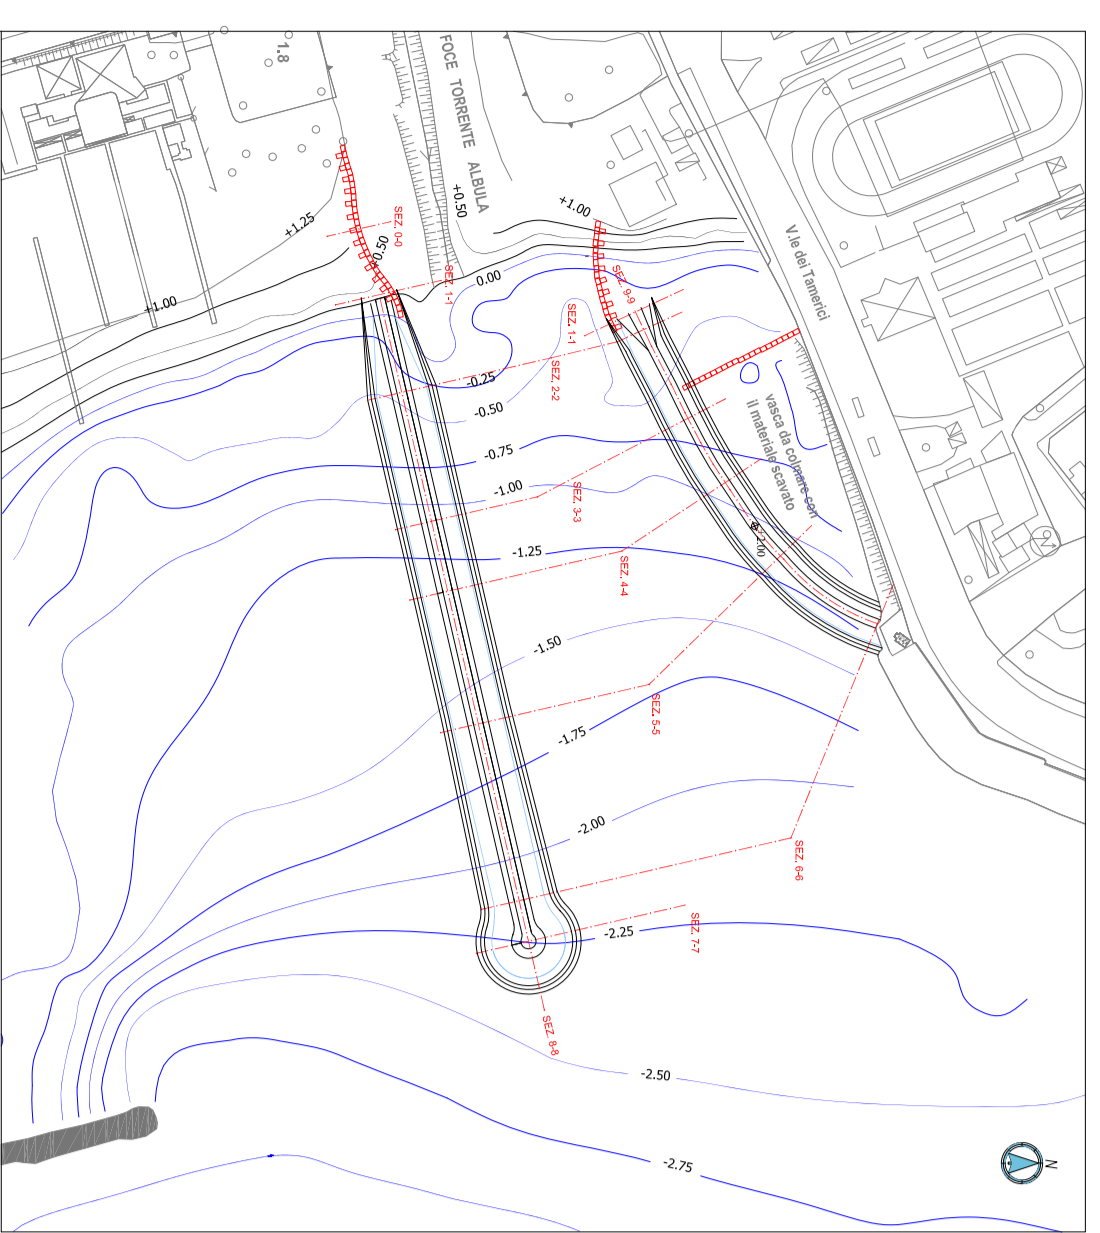 1.8
FOCE TORRENTE ALBULA
+0.50
+1.25
SEZ. 0-0
+0.50
+1.00
+1.00
SEZ. 1-1
0.00
SEZ. 9-9
SEZ. 1-1
V.le dei Tamerici
SEZ. 2-2
-0.25
-0.50
-0.75
-1.00
SEZ. 3-3
vasca da colmare con
il materiale scavato
-2.00
-1.25
SEZ. 4-4
-1.50
SEZ. 5-5
-1.75
-2.00
SEZ. 6-6
-2.25
SEZ. 7-7
SEZ. 8-8
-2.50
-2.75
N